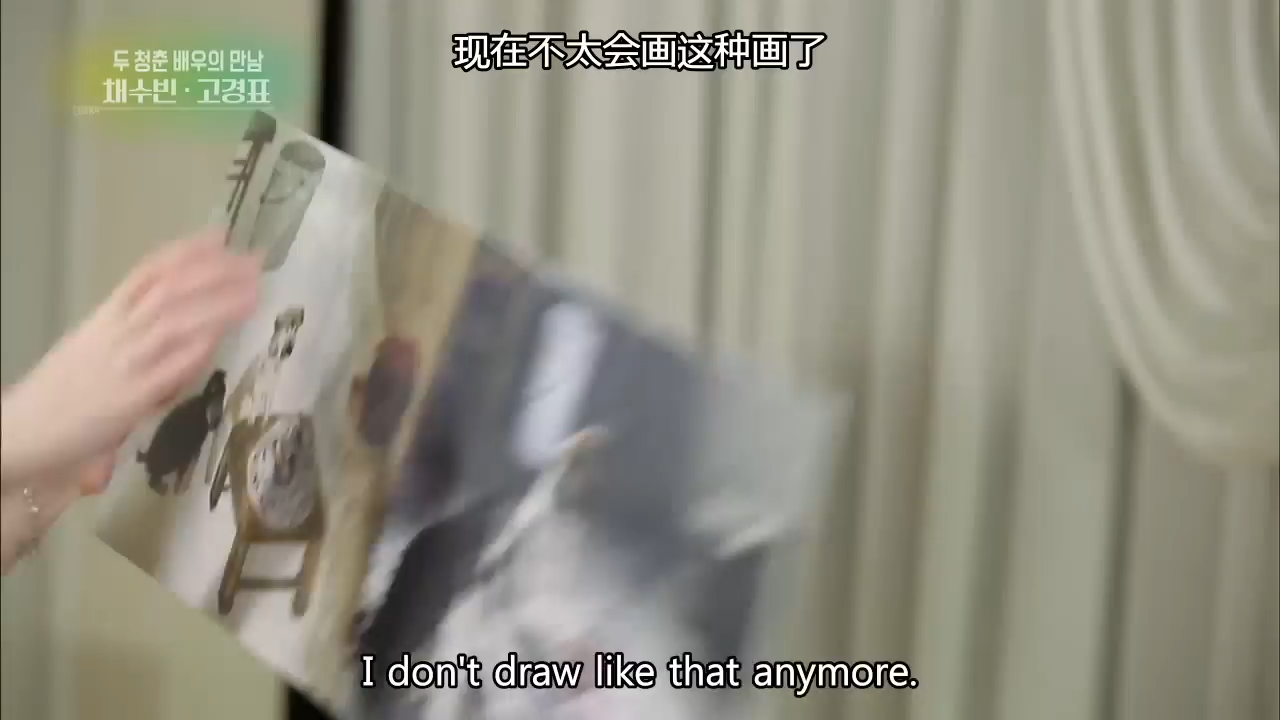 现在不太会画这种画了
두 청춘 배우의 만남
채수빈·고경표
I don't draw like that anymore.